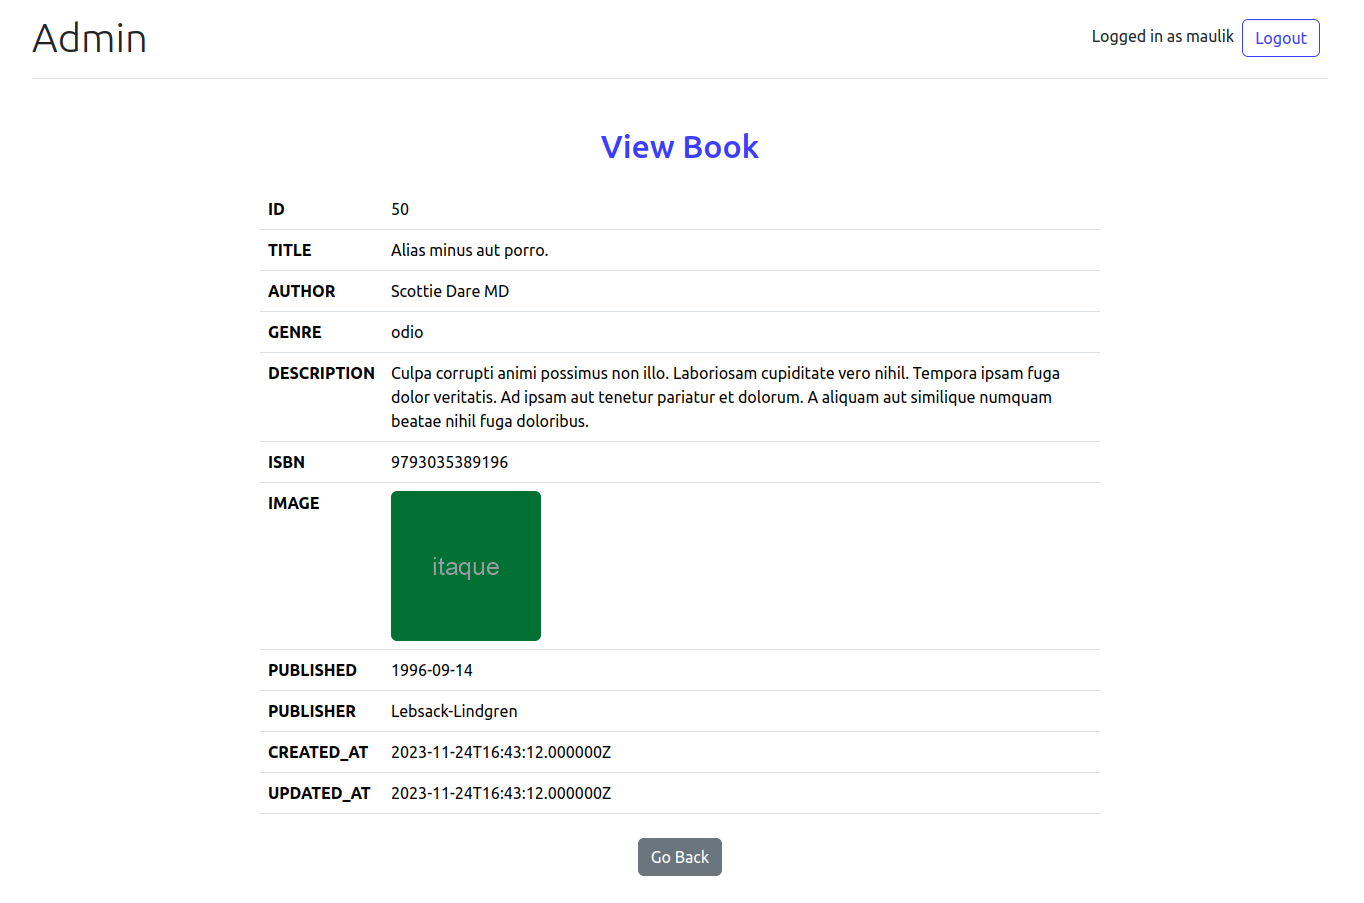 Admin
Logged in as maulik Logout
View Book
ID 50
TITLE Alias minus aut porro.
AUTHOR Scottie Dare MD
GENRE odio
DESCRIPTION Culpa corrupti animi possimus non illo. Laboriosam cupiditate vero nihil. Tempora ipsam fuga
dolor veritatis. Ad ipsam aut tenetur pariatur et dolorum. A aliquam aut similique numquam
beatae nihil fuga doloribus.
ISBN 9793035389196
IMAGE
itaque
PUBLISHED 1996-09-14
PUBLISHER Lebsack-Lindgren
CREATED_AT 2023-11-24T16:43:12.000000Z
UPDATED_AT 2023-11-24T16:43:12.000000Z
Go Back